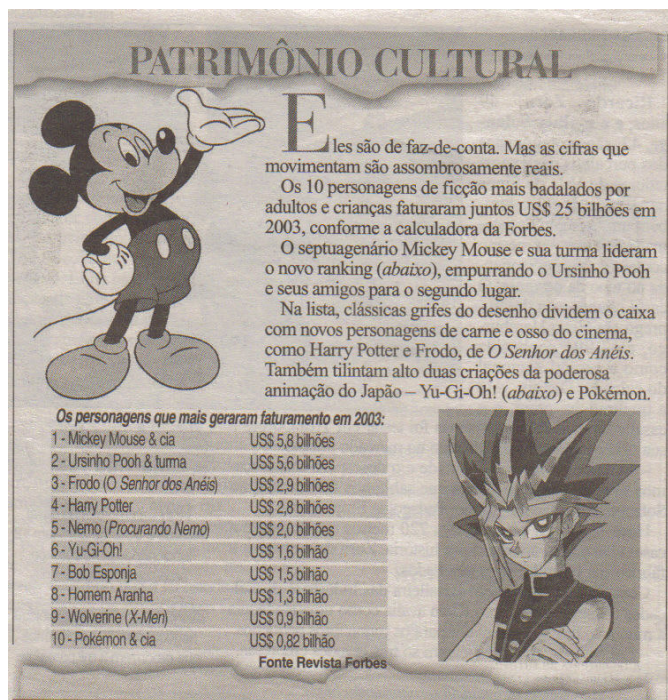 PATRIMÔNIO CULTURAL
Eles são de faz-de-conta. Mas as cifras que
movimentam são assombrosamente reais.
Os 10 personagens de ficção mais badalados por
adultos e crianças faturaram juntos US$ 25 bilhões em
2003, conforme a calculadora da Forbes.
O septuagenário Mickey Mouse e sua turma lideram
o novo ranking (abaixo), empurrando o Ursinho Pooh
e seus amigos para o segundo lugar.
Na lista, clássicas grifes do desenho dividem o caixa
com novos personagens de carne e osso do cinema,
como Harry Potter e Frodo, de O Senhor dos Anéis.
Também tilintam alto duas criações da poderosa
animação do Japão – Yu-Gi-Oh! (abaixo) e Pokémon.
Os personagens que mais geraram faturamento em 2003:
1 - Mickey Mouse & cia US$ 5,8 bilhões
2 - Ursinho Pooh & turma US$ 5,6 bilhões
3 - Frodo (O Senhor dos Anéis) US$ 2,9 bilhões
4 - Harry Potter US$ 2,8 bilhões
5 - Nemo (Procurando Nemo) US$ 2,0 bilhões
6 - Yu-Gi-Oh! US$ 1,6 bilhão
7 - Bob Esponja US$ 1,5 bilhão
8 - Homem Aranha US$ 1,3 bilhão
9 - Wolverine (X-Men) US$ 0,9 bilhão
10 - Pokémon & cia US$ 0,82 bilhão
Fonte Revista Forbes